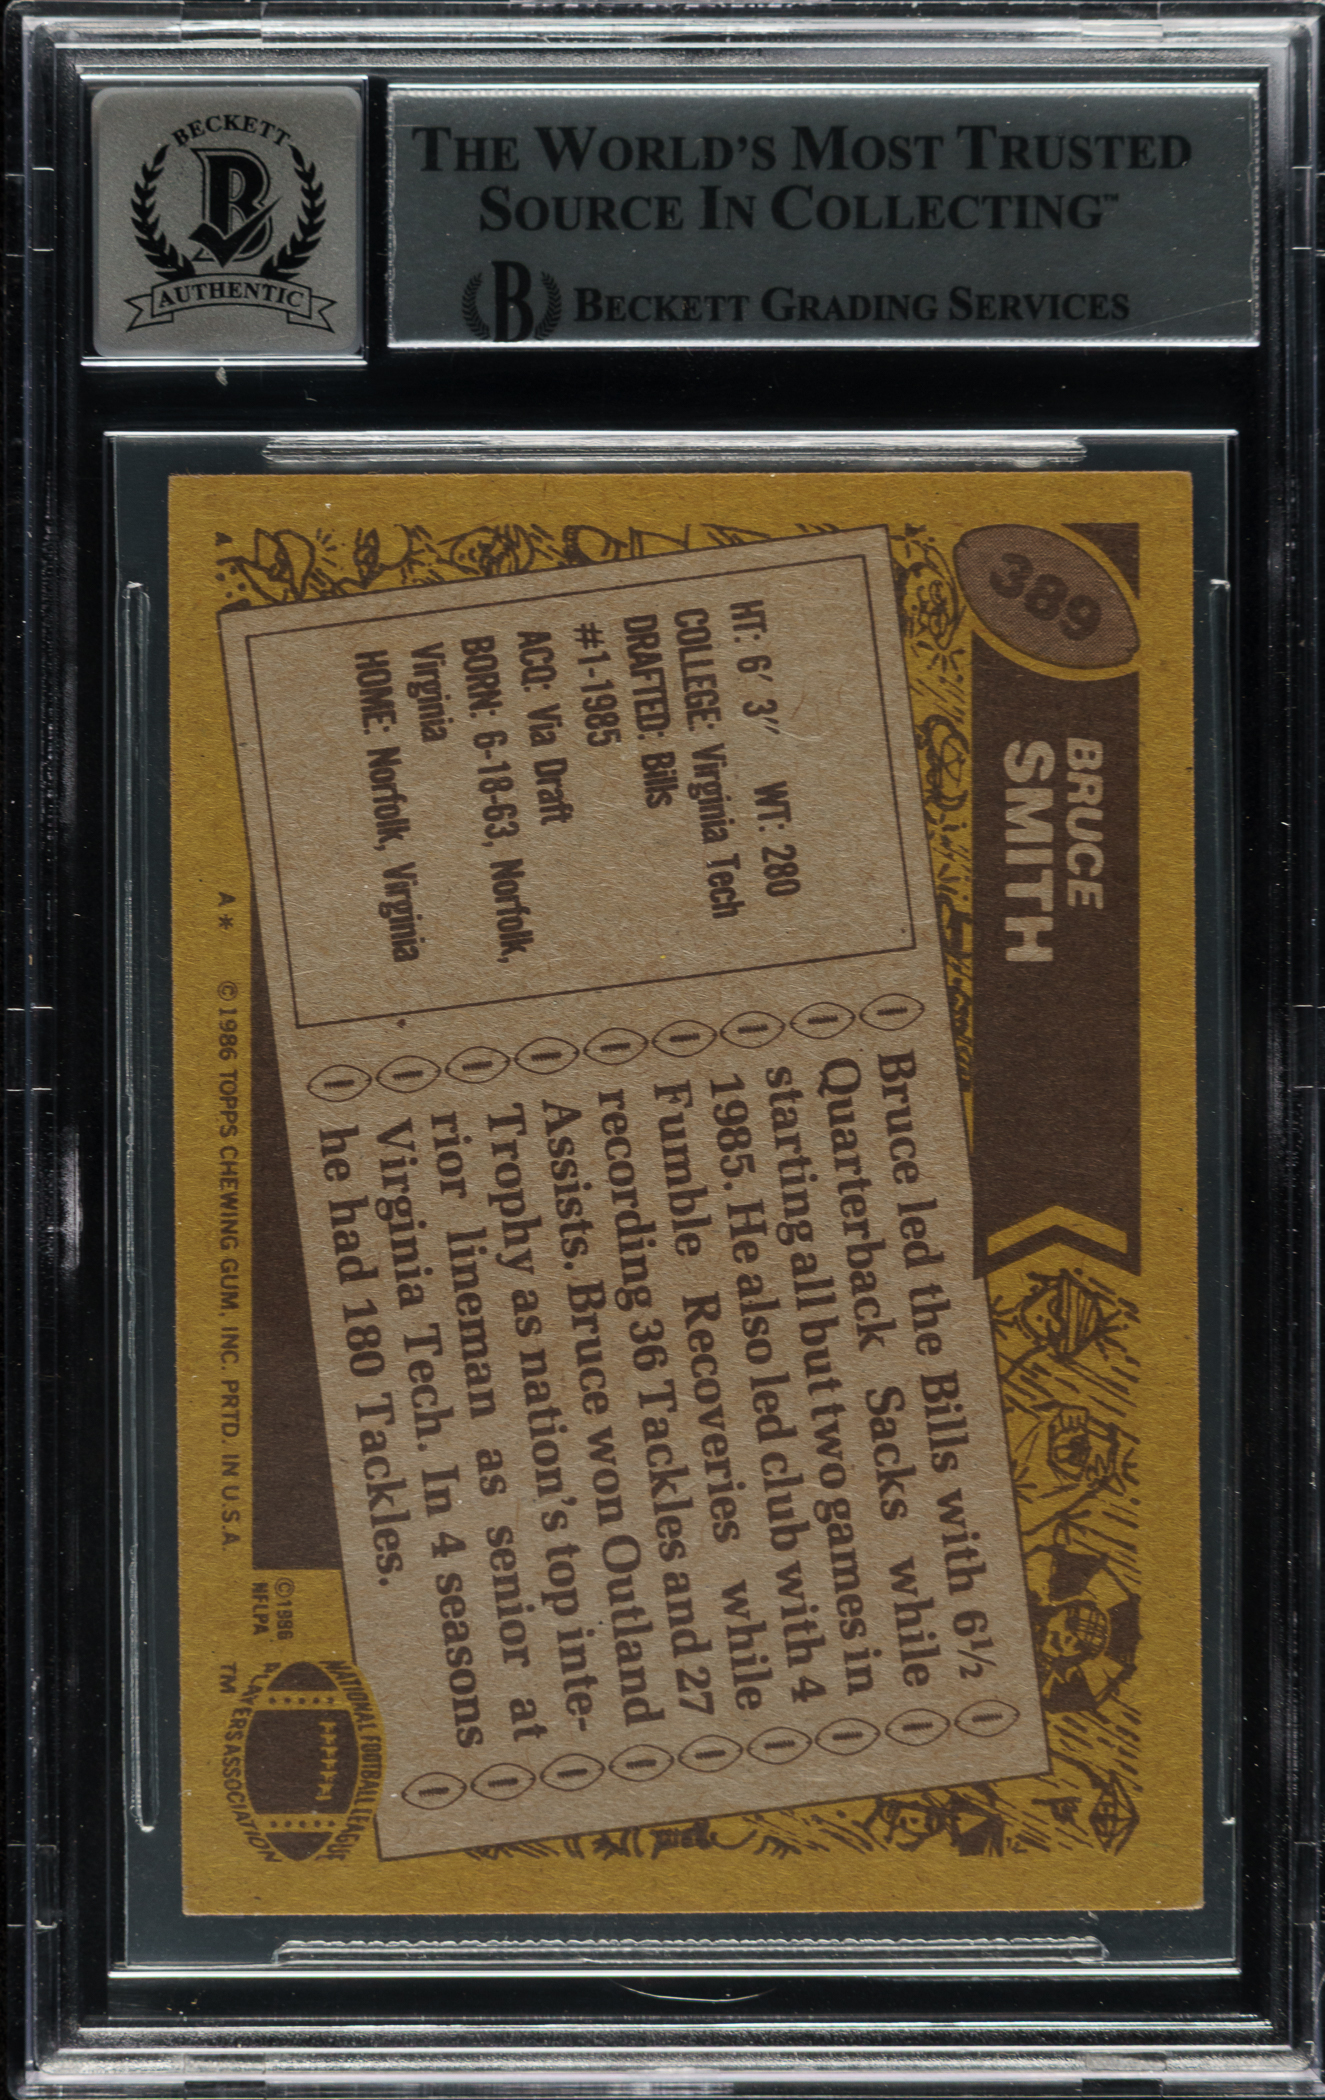 BECKETT
B
AUTHENTIC
THE WORLD'S MOST TRUSTED
SOURCE IN COLLECTING™
B BECKETT GRADING SERVICES
389
BRUCE
SMITH
HT: 6' 3" WT: 280
COLLEGE: Virginia Tech
DRAFTED: Bills
#1-1985
ACQ: Via Draft
BORN: 6-18-63, Norfolk,
Virginia
HOME: Norfolk, Virginia
Bruce led the Bills with 6½
Quarterback Sacks while
starting all but two games in
1985. He also led club with 4
Fumble Recoveries while
recording 36 Tackles and 27
Assists. Bruce won Outland
Trophy as nation's top inte-
rior lineman as senior at
Virginia Tech. In 4 seasons
he had 180 Tackles.
©1986
NFLPA
NATIONAL FOOTBALL LEAGUE
PLAYERS ASSOCIATION
TM
A
A* © 1986 TOPPS CHEWING GUM, INC. PRTD. IN U.S.A.